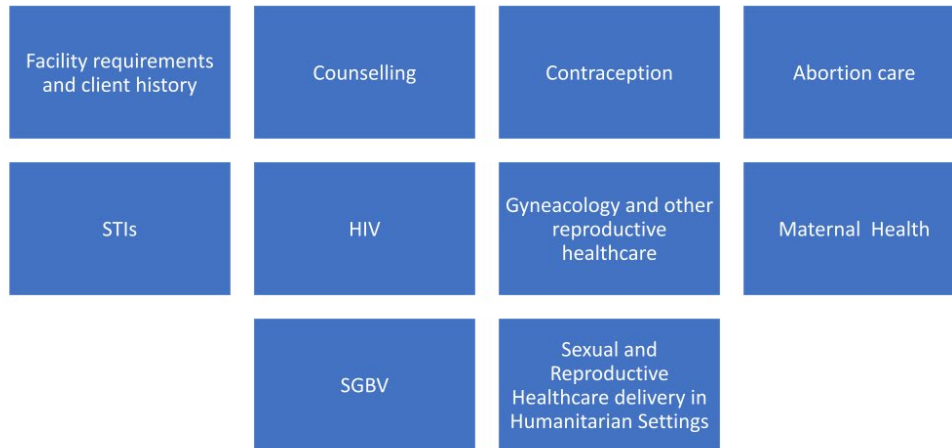 Facility requirements
and client history
Counselling
Contraception
Abortion care
STIs
HIV
Gyneacology and other
reproductive
healthcare
Maternal  Health
SGBV
Sexual and
Reproductive
Healthcare delivery in
Humanitarian Settings